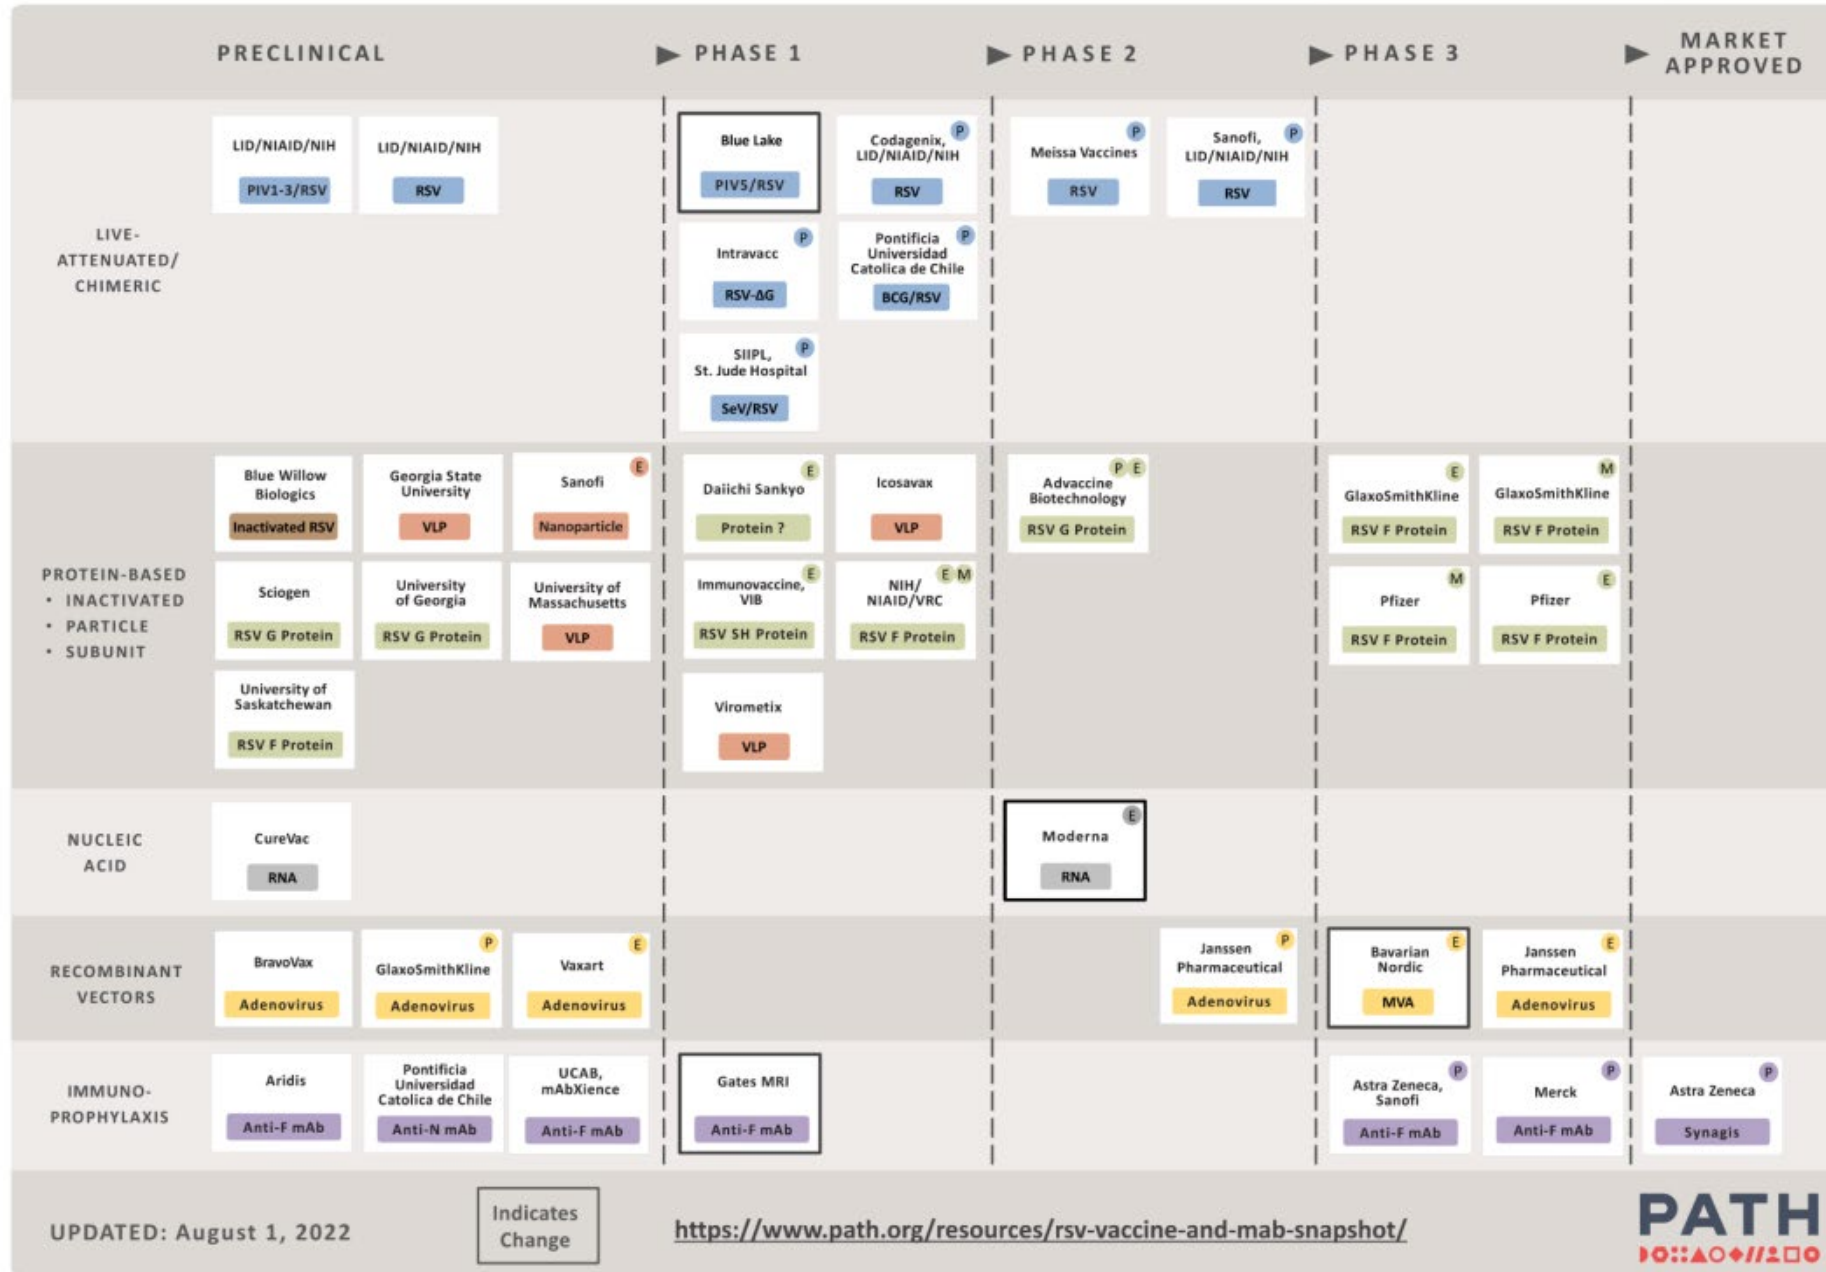 PRECLINICAL
PHASE 1
PHASE 2
PHASE 3
MARKET
APPROVED
LIVE-
ATTENUATED/
CHIMERIC
LID/NIAID/NIH
PIV1-3/RSV
LID/NIAID/NIH
RSV
Blue Lake
PIV5/RSV
P
Codagenix,
LID/NIAID/NIH
RSV
P
Intravacc
RSV-ΔG
P
Pontificia
Universidad
Catolica de Chile
BCG/RSV
P
SIIPL,
St. Jude Hospital
SeV/RSV
P
Meissa Vaccines
RSV
P
Sanofi,
LID/NIAID/NIH
RSV
PROTEIN-BASED
• INACTIVATED
• PARTICLE
• SUBUNIT
Blue Willow
Biologics
Inactivated RSV
Georgia State
University
VLP
E
Sanofi
Nanoparticle
Sciogen
RSV G Protein
University
of Georgia
RSV G Protein
University of
Massachusetts
VLP
University of
Saskatchewan
RSV F Protein
E
Daiichi Sankyo
Protein ?
Icosavax
VLP
E
Immunovaccine,
VIB
RSV SH Protein
E M
NIH/
NIAID/VRC
RSV F Protein
Virometix
VLP
P E
Advaccine
Biotechnology
RSV G Protein
E
GlaxoSmithKline
RSV F Protein
M
GlaxoSmithKline
RSV F Protein
M
Pfizer
RSV F Protein
E
Pfizer
RSV F Protein
NUCLEIC
ACID
CureVac
RNA
E
Moderna
RNA
RECOMBINANT
VECTORS
BravoVax
Adenovirus
P
GlaxoSmithKline
Adenovirus
E
Vaxart
Adenovirus
P
Janssen
Pharmaceutical
Adenovirus
E
Bavarian
Nordic
MVA
E
Janssen
Pharmaceutical
Adenovirus
IMMUNO-
PROPHYLAXIS
Aridis
Anti-F mAb
Pontificia
Universidad
Catolica de Chile
Anti-N mAb
UCAB,
mAbXience
Anti-F mAb
Gates MRI
Anti-F mAb
P
Astra Zeneca,
Sanofi
Anti-F mAb
P
Merck
Anti-F mAb
P
Astra Zeneca
Synagis
UPDATED: August 1, 2022
Indicates
Change
https://www.path.org/resources/rsv-vaccine-and-mab-snapshot/
PATH